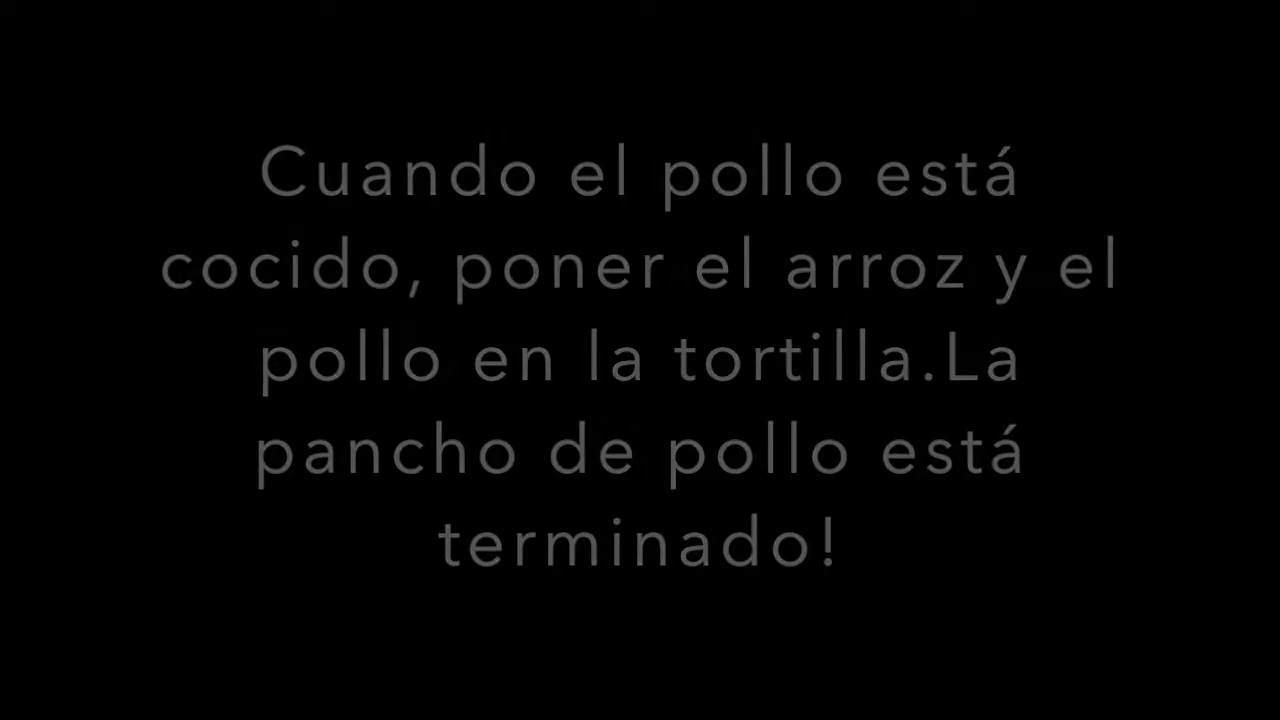 Cuando el pollo está
cocido, poner el arroz y el
pollo en la tortilla.La
pancho de pollo está
terminado!